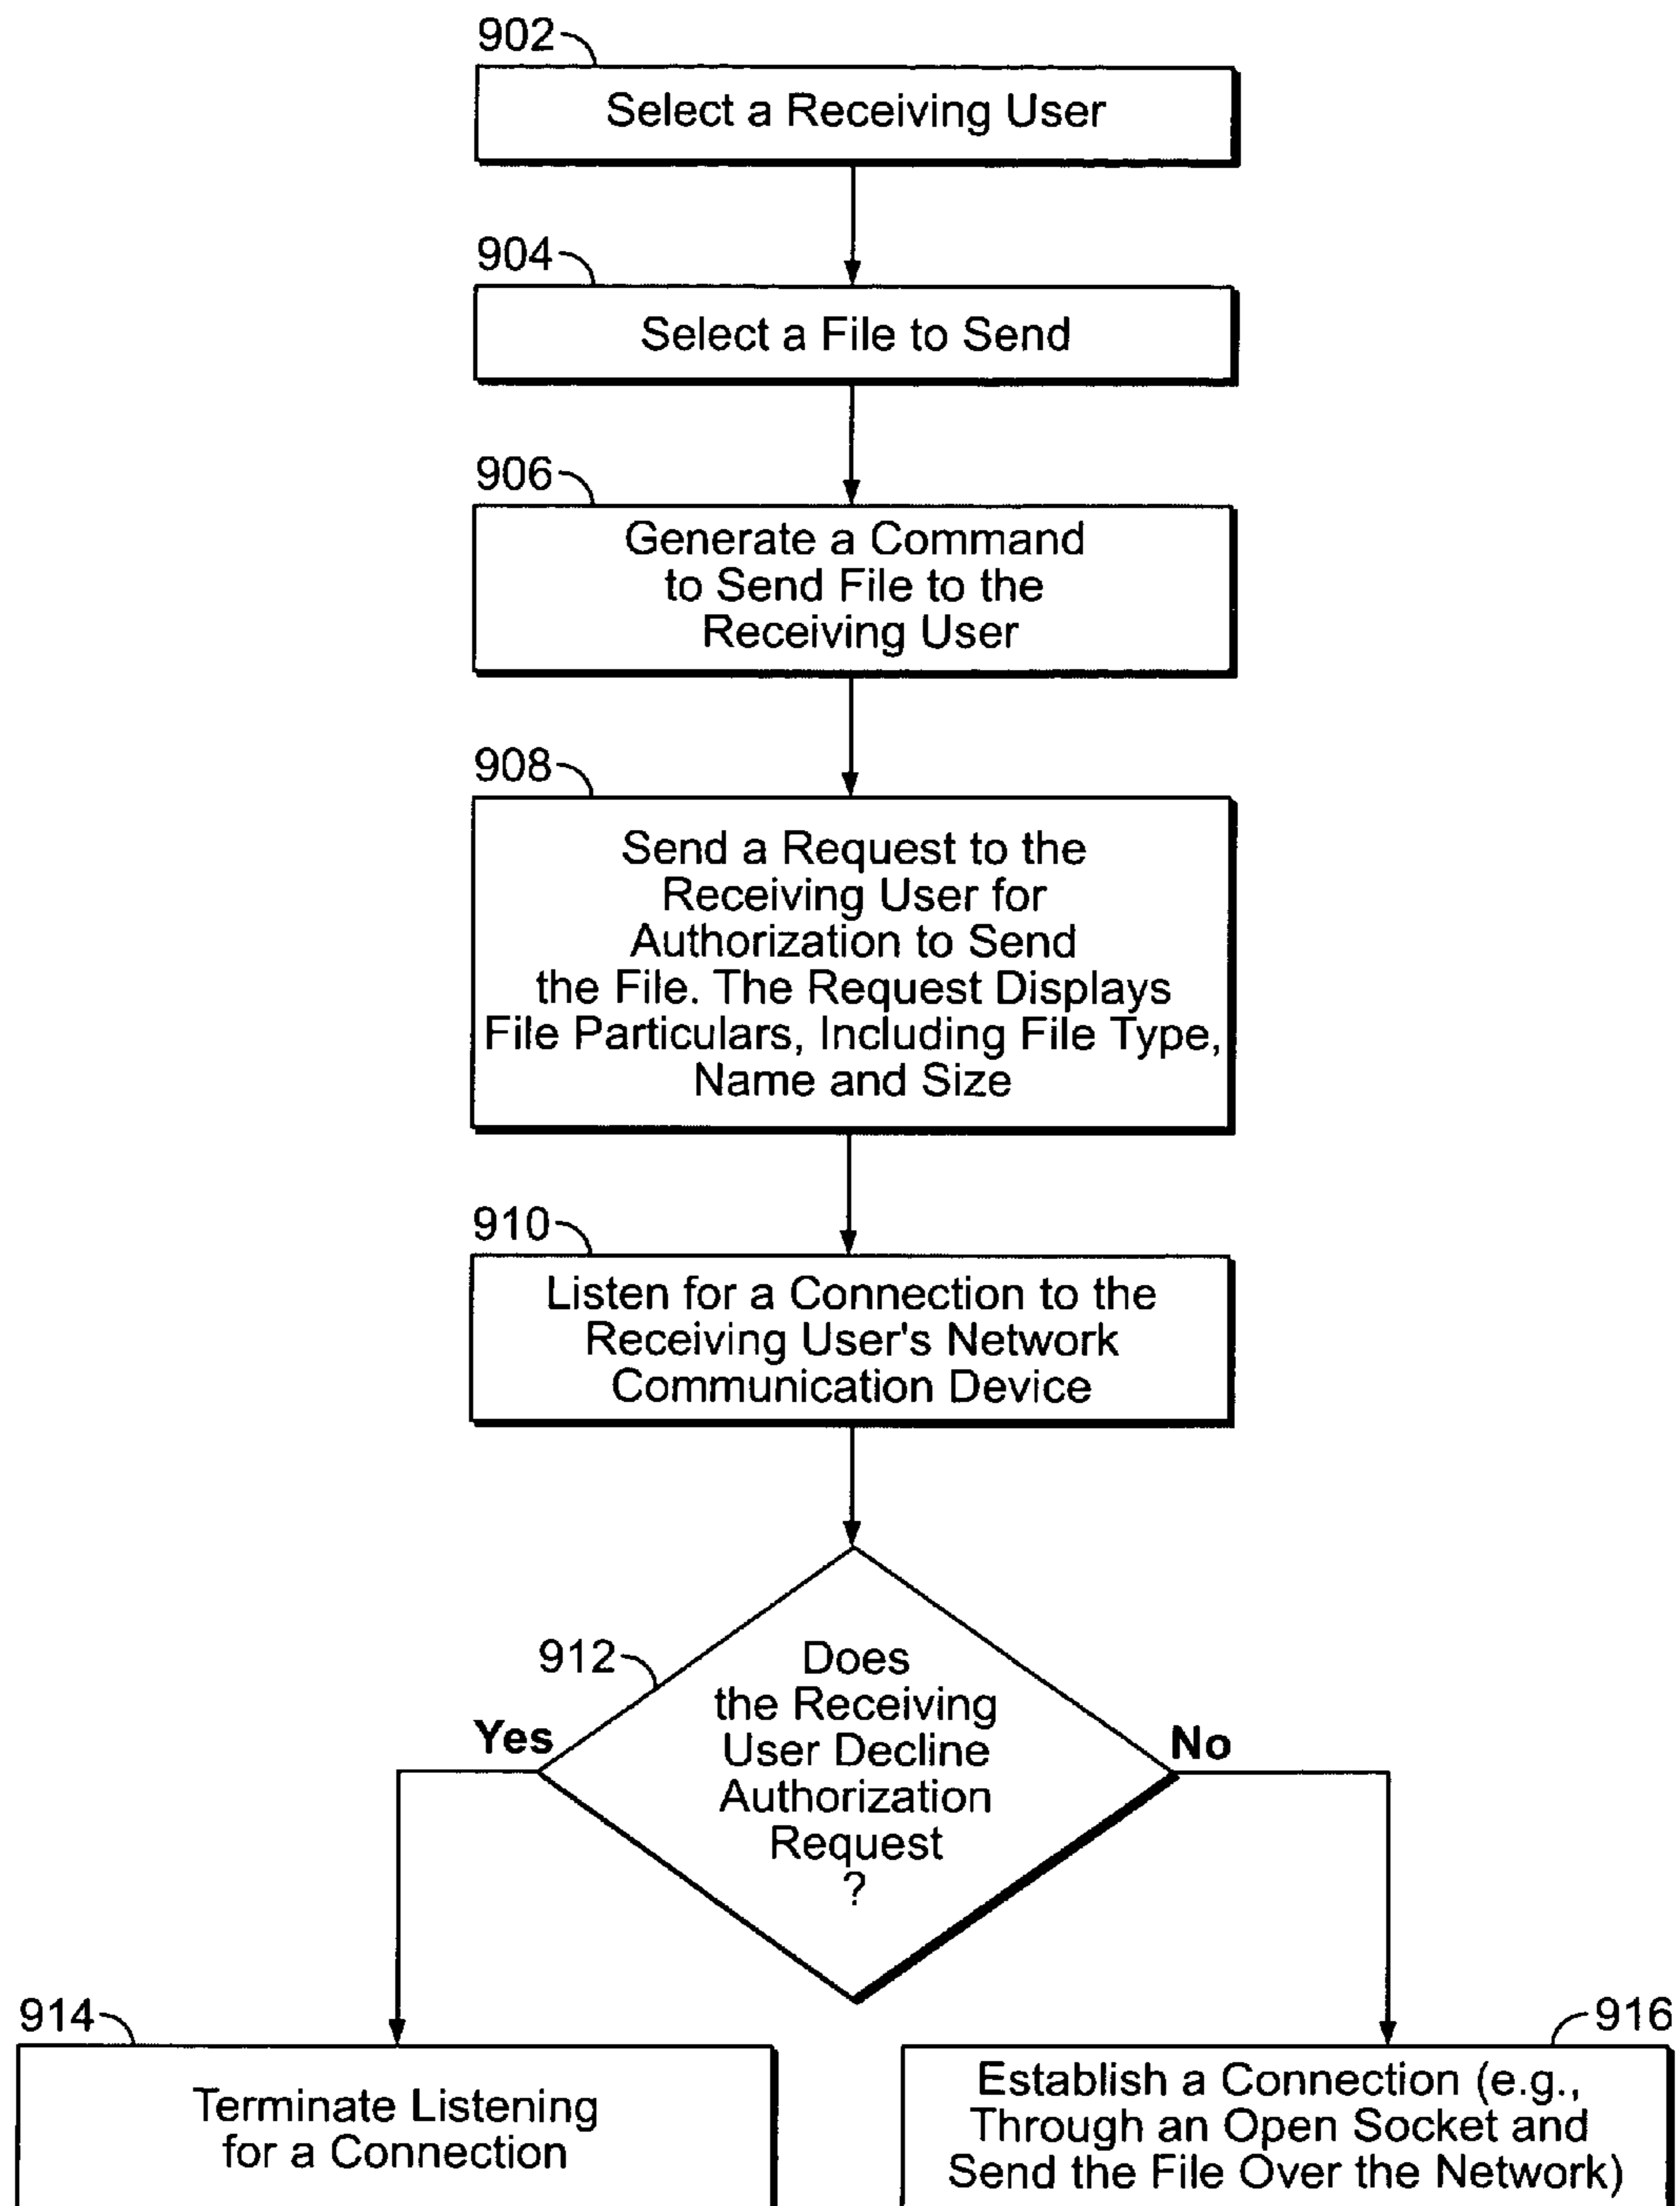 902
Select a Receiving User
904
Select a File to Send
906
Generate a Command
to Send File to the
Receiving User
908
Send a Request to the
Receiving User for
Authorization to Send
the File. The Request Displays
File Particulars, Including File Type,
Name and Size
910
Listen for a Connection to the
Receiving User's Network
Communication Device
912
Does
the Receiving
User Decline
Authorization
Request
?
Yes
No
914
Terminate Listening
for a Connection
916
Establish a Connection (e.g.,
Through an Open Socket and
Send the File Over the Network)